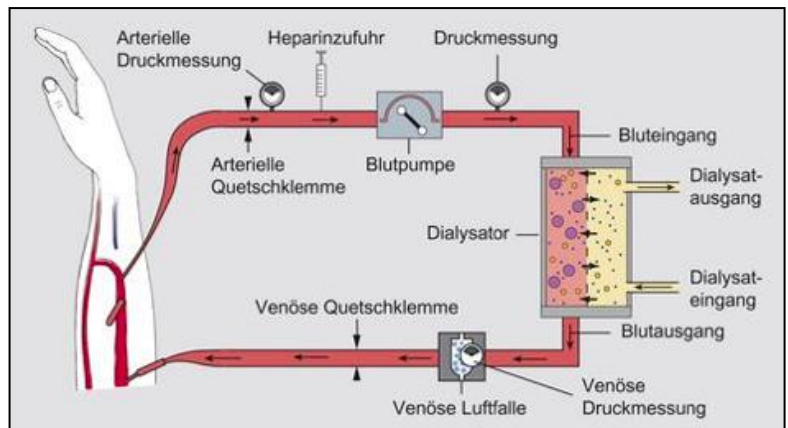 Arterielle
Druckmessung
Heparinzufuhr
Druckmessung
Arterielle
Quetschklemme
Blutpumpe
Bluteingang
Dialysat-
ausgang
Dialysator
Dialysat-
eingang
Venöse Quetschklemme
Blutausgang
Venöse Luftfalle
Venöse
Druckmessung